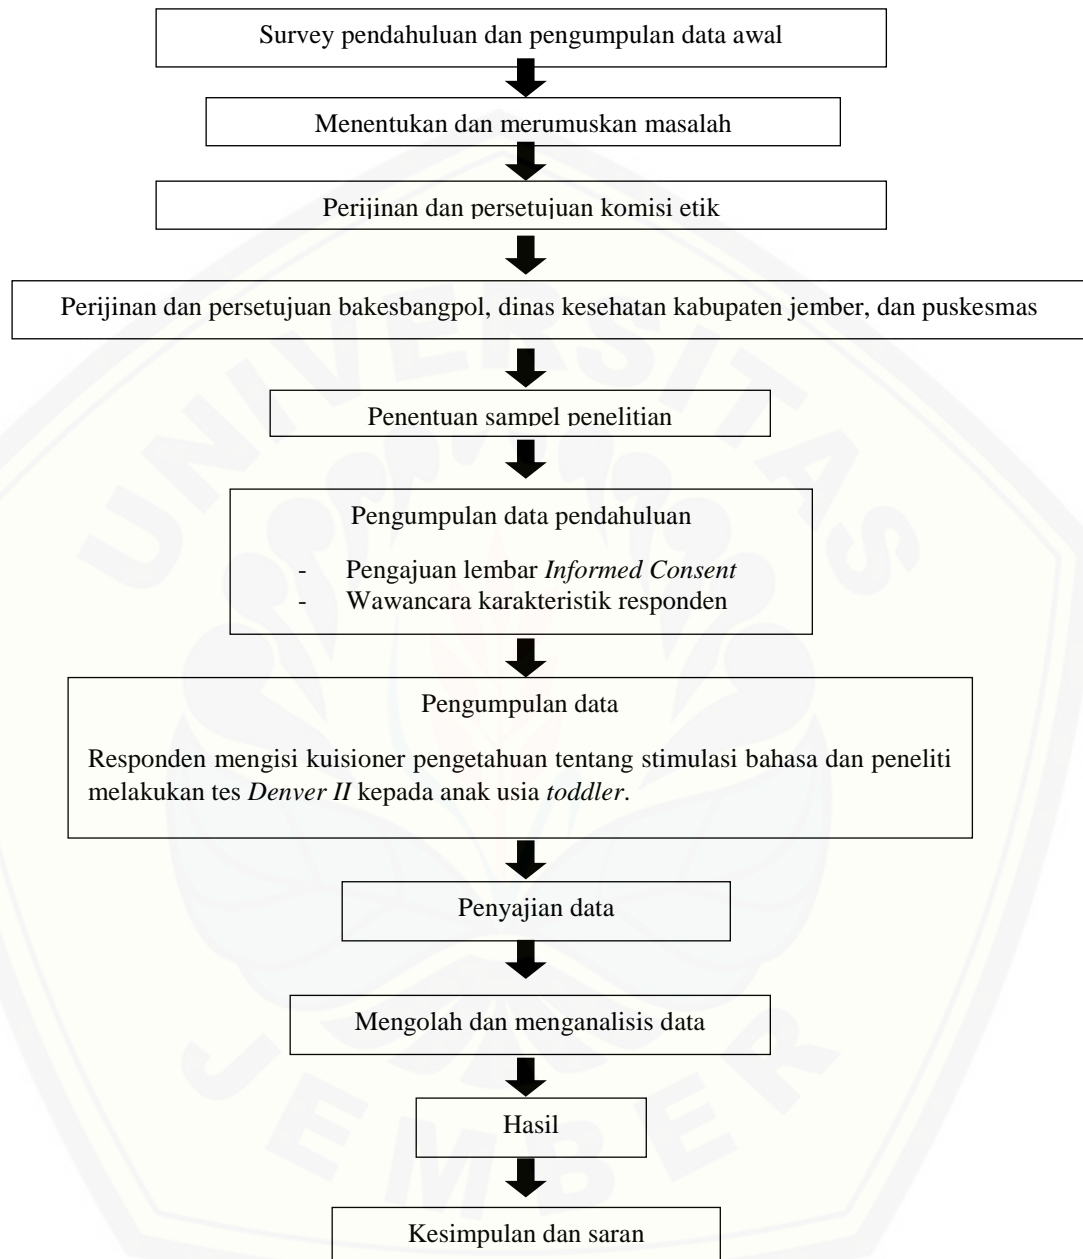 Survey pendahuluan dan pengumpulan data awal
Menentukan dan merumuskan masalah
Perijinan dan persetujuan komisi etik
Perijinan dan persetujuan bakesbangpol, dinas kesehatan kabupaten jember, dan puskesmas
Penentuan sampel penelitian
Pengumpulan data pendahuluan
- Pengajuan lembar Informed Consent
- Wawancara karakteristik responden
Pengumpulan data
Responden mengisi kuisioner pengetahuan tentang stimulasi bahasa dan peneliti
melakukan tes Denver II kepada anak usia toddler.
Penyajian data
Mengolah dan menganalisis data
Hasil
Kesimpulan dan saran
UNIVERSITAS
JEMBER